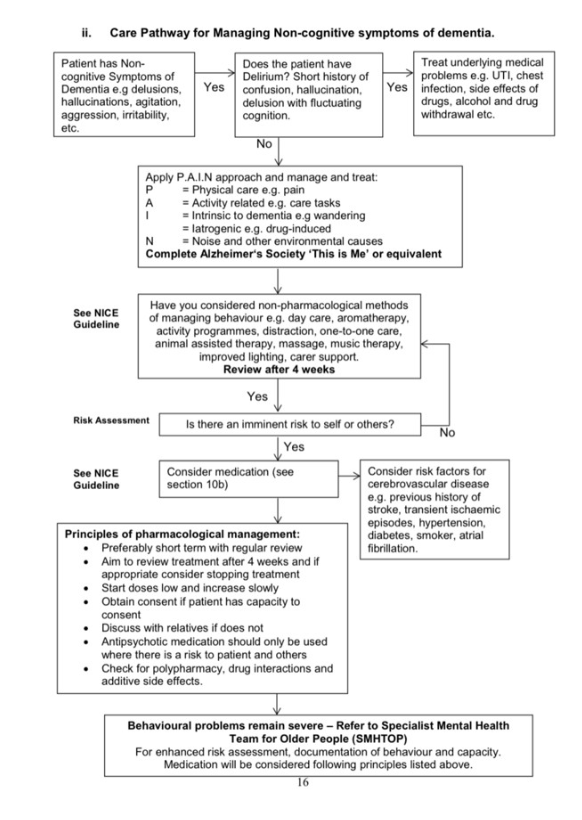 ii. Care Pathway for Managing Non-cognitive symptoms of dementia.
Patient has Non-
cognitive Symptoms of
Dementia e.g delusions,
hallucinations, agitation,
aggression, irritability,
etc.
Yes
Does the patient have
Delirium? Short history of
confusion, hallucination,
delusion with fluctuating
cognition.
Yes
Treat underlying medical
problems e.g. UTI, chest
infection, side effects of
drugs, alcohol and drug
withdrawal etc.
No
Apply P.A.I.N approach and manage and treat:
P = Physical care e.g. pain
A = Activity related e.g. care tasks
I = Intrinsic to dementia e.g wandering
= Iatrogenic e.g. drug-induced
N = Noise and other environmental causes
Complete Alzheimer's Society 'This is Me' or equivalent
See NICE
Guideline
Have you considered non-pharmacological methods
of managing behaviour e.g. day care, aromatherapy,
activity programmes, distraction, one-to-one care,
animal assisted therapy, massage, music therapy,
improved lighting, carer support.
Review after 4 weeks
Yes
Risk Assessment
Is there an imminent risk to self or others?
No
Yes
See NICE
Guideline
Consider medication (see
section 10b)
Consider risk factors for
cerebrovascular disease
e.g. previous history of
stroke, transient ischaemic
episodes, hypertension,
diabetes, smoker, atrial
fibrillation.
Principles of pharmacological management:
• Preferably short term with regular review
• Aim to review treatment after 4 weeks and if
appropriate consider stopping treatment
• Start doses low and increase slowly
• Obtain consent if patient has capacity to
consent
• Discuss with relatives if does not
• Antipsychotic medication should only be used
where there is a risk to patient and others
• Check for polypharmacy, drug interactions and
additive side effects.
Behavioural problems remain severe – Refer to Specialist Mental Health
Team for Older People (SMHTOP)
For enhanced risk assessment, documentation of behaviour and capacity.
Medication will be considered following principles listed above.
16